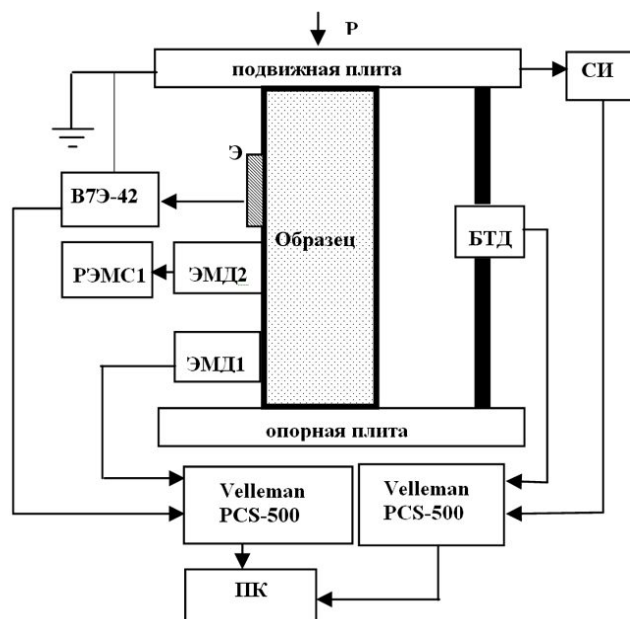 P
подвижная плита
СИ
Э
В7Э-42
Образец
БТД
РЭМС1
ЭМД2
ЭМД1
опорная плита
Velleman
PCS-500
Velleman
PCS-500
ПК